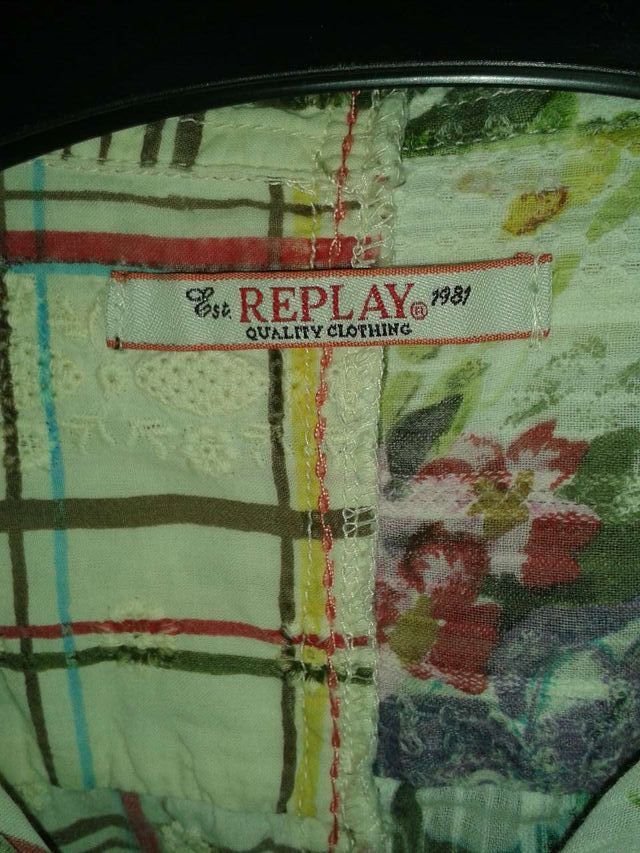 Est. REPLAY® 1981
QUALITY CLOTHING